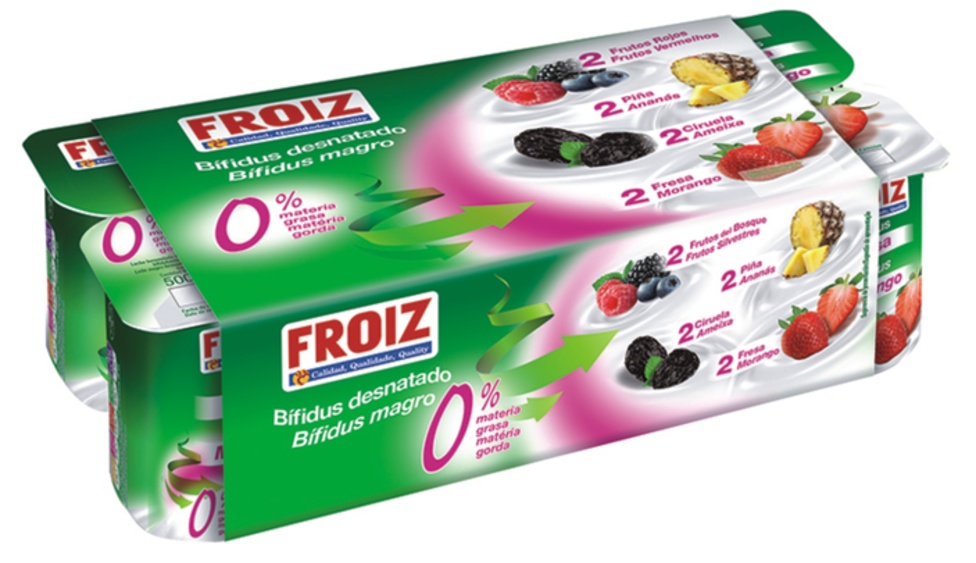 FROIZ
Calidad, Qualidade, Quality
Bífidus desnatado
Bífidus magro
0%
materia
grasa
matéria
gorda
2 Frutos Rojos
Frutos Vermelhos
2 Piña
Ananás
2 Ciruela
Ameixa
2 Fresa
Morango
FROIZ
Calidad, Qualidade, Quality
Bífidus desnatado
Bífidus magro
0%
materia
grasa
matéria
gorda
2 Frutos del Bosque
Frutos Silvestres
2 Piña
Ananás
2 Ciruela
Ameixa
2 Fresa
Morango